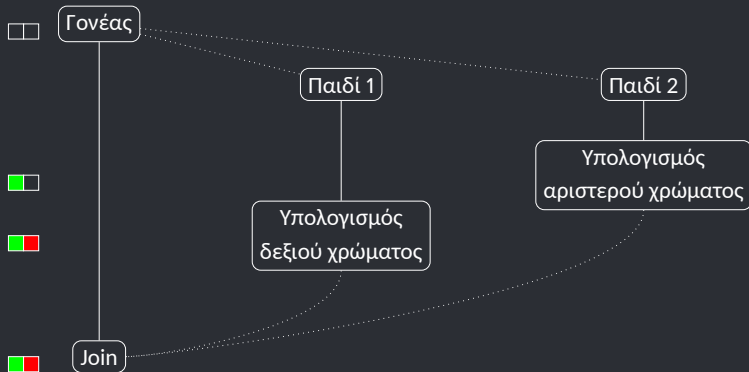 Γονέας
Παιδί 1
Παιδί 2
Υπολογισμός
αριστερού χρώματος
Υπολογισμός
δεξιού χρώματος
Join